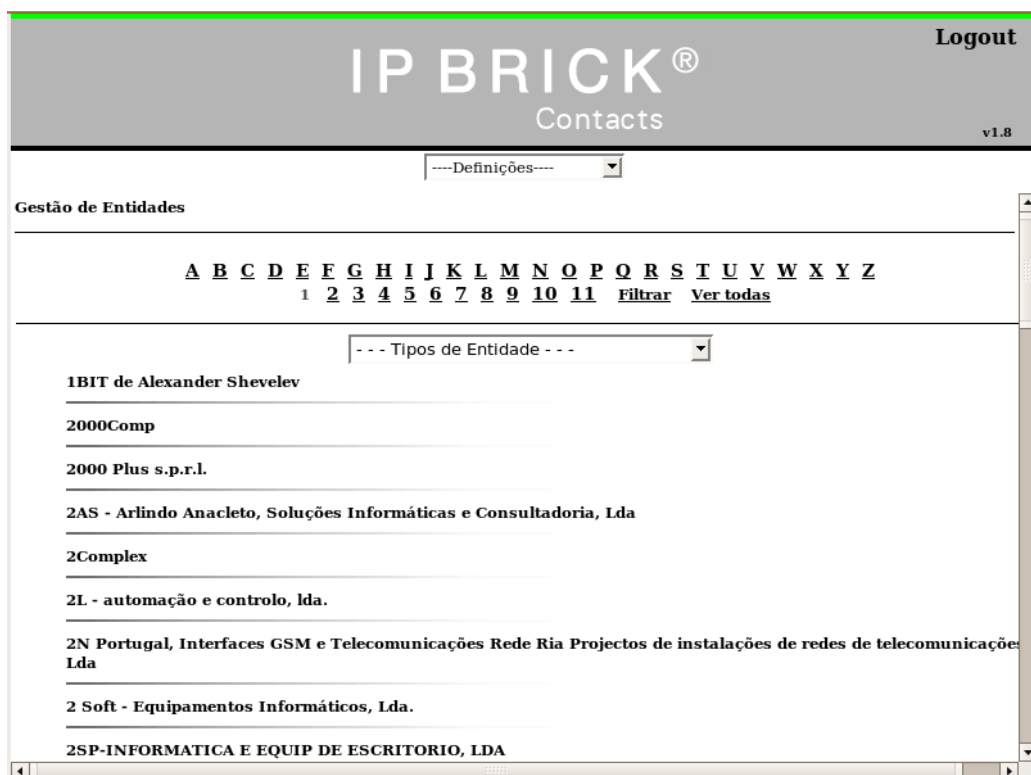 Logout
IP BRICK®
Contacts
v1.8
----Definições----
Gestão de Entidades
A B C D E F G H I J K L M N O P Q R S T U V W X Y Z
1 2 3 4 5 6 7 8 9 10 11 Filtrar Ver todas
- - - Tipos de Entidade - - -
1BIT de Alexander Shevelev
2000Comp
2000 Plus s.p.r.l.
2AS - Arlindo Anacleto, Soluções Informáticas e Consultadoria, Lda
2Complex
2L - automação e controlo, lda.
2N Portugal, Interfaces GSM e Telecomunicações Rede Ria Projectos de instalações de redes de telecomunicações
Lda
2 Soft - Equipamentos Informáticos, Lda.
2SP-INFORMATICA E EQUIP DE ESCRITORIO, LDA